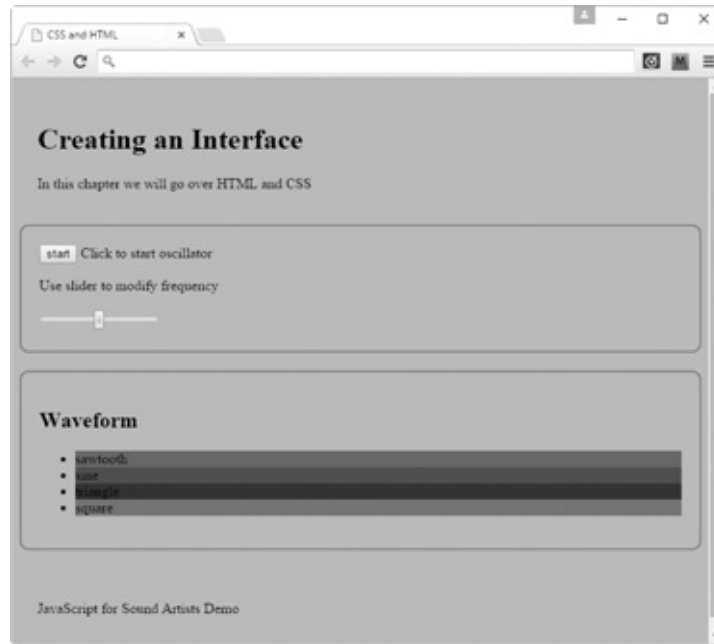 CSS and HTML
Creating an Interface
In this chapter we will go over HTML and CSS
start Click to start oscillator
Use slider to modify frequency
Waveform
sawtooth
sine
triangle
square
JavaScript for Sound Artists Demo